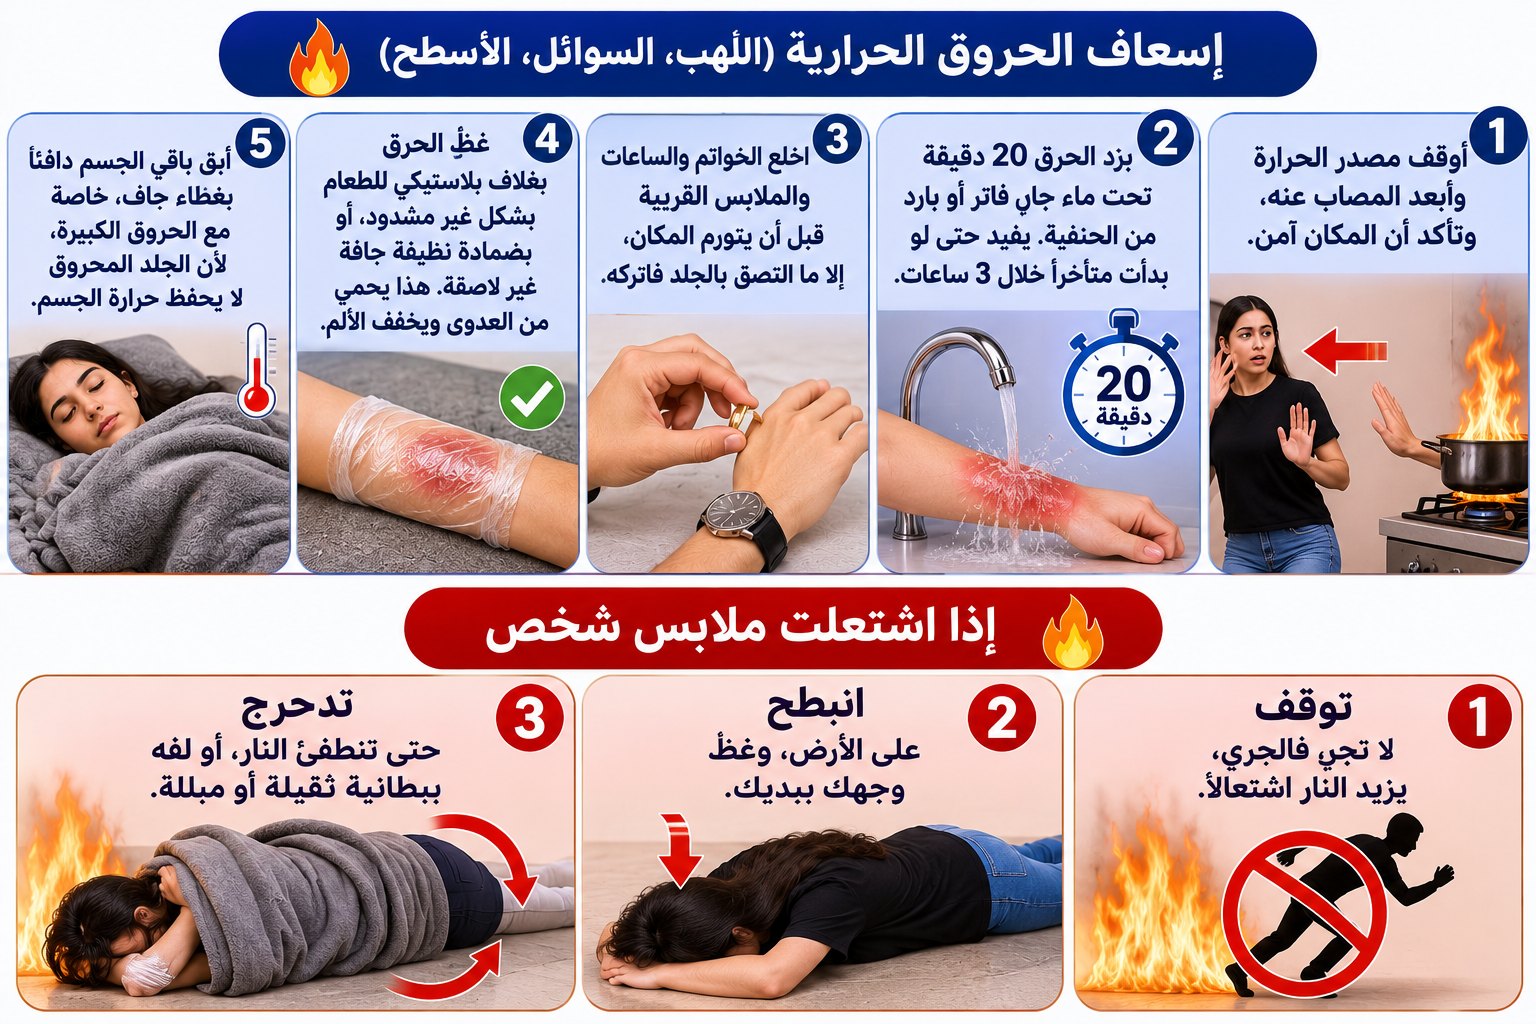 إسعاف الحروق الحرارية (اللّهب، السوائل، الأسطح)
1
أوقف مصدر الحرارة
وأبعد المصاب عنه،
وتأكد أن المكان آمن.
2
برّد الحرق 20 دقيقة
تحت ماء جارٍ فاتر أو بارد
من الحنفية. يفيد حتى لو
بدأت متأخراً خلال 3 ساعات.
20
دقيقة
3
اخلع الخواتم والساعات
والملابس القريبة
قبل أن يتورم المكان،
إلا ما التصق بالجلد فاتركه.
4
غطِّ الحرق
بغلاف بلاستيكي للطعام
بشكل غير مشدود، أو
بضمادة نظيفة جافة
غير لاصقة. هذا يحمي
من العدوى ويخفف الألم.
5
أبق باقي الجسم دافئاً
بغطاء جاف، خاصة
مع الحروق الكبيرة،
لأن الجلد المحروق
لا يحفظ حرارة الجسم.
إذا اشتعلت ملابس شخص
1
توقف
لا تجرِ فالجري،
يزيد النار اشتعالاً.
2
انبطح
على الأرض، وغطِّ
وجهك ببديك.
3
تدحرج
حتى تنطفئ النار، أو لفه
ببطانية ثقيلة أو مبللة.